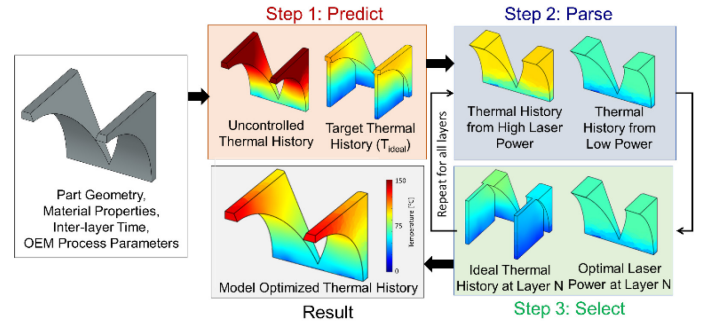 Step 1: Predict
Step 2: Parse
Part Geometry,
Material Properties,
Inter-layer Time,
OEM Process Parameters
Uncontrolled
Thermal History
Target Thermal
History (Tideal)
Thermal History
from High Laser
Power
Thermal
History from
Low Power
Repeat for all layers
Ideal Thermal
History at Layer N
Optimal Laser
Power at Layer N
Step 3: Select
150
75
0
Temperature [°C]
Model Optimized Thermal History
Result